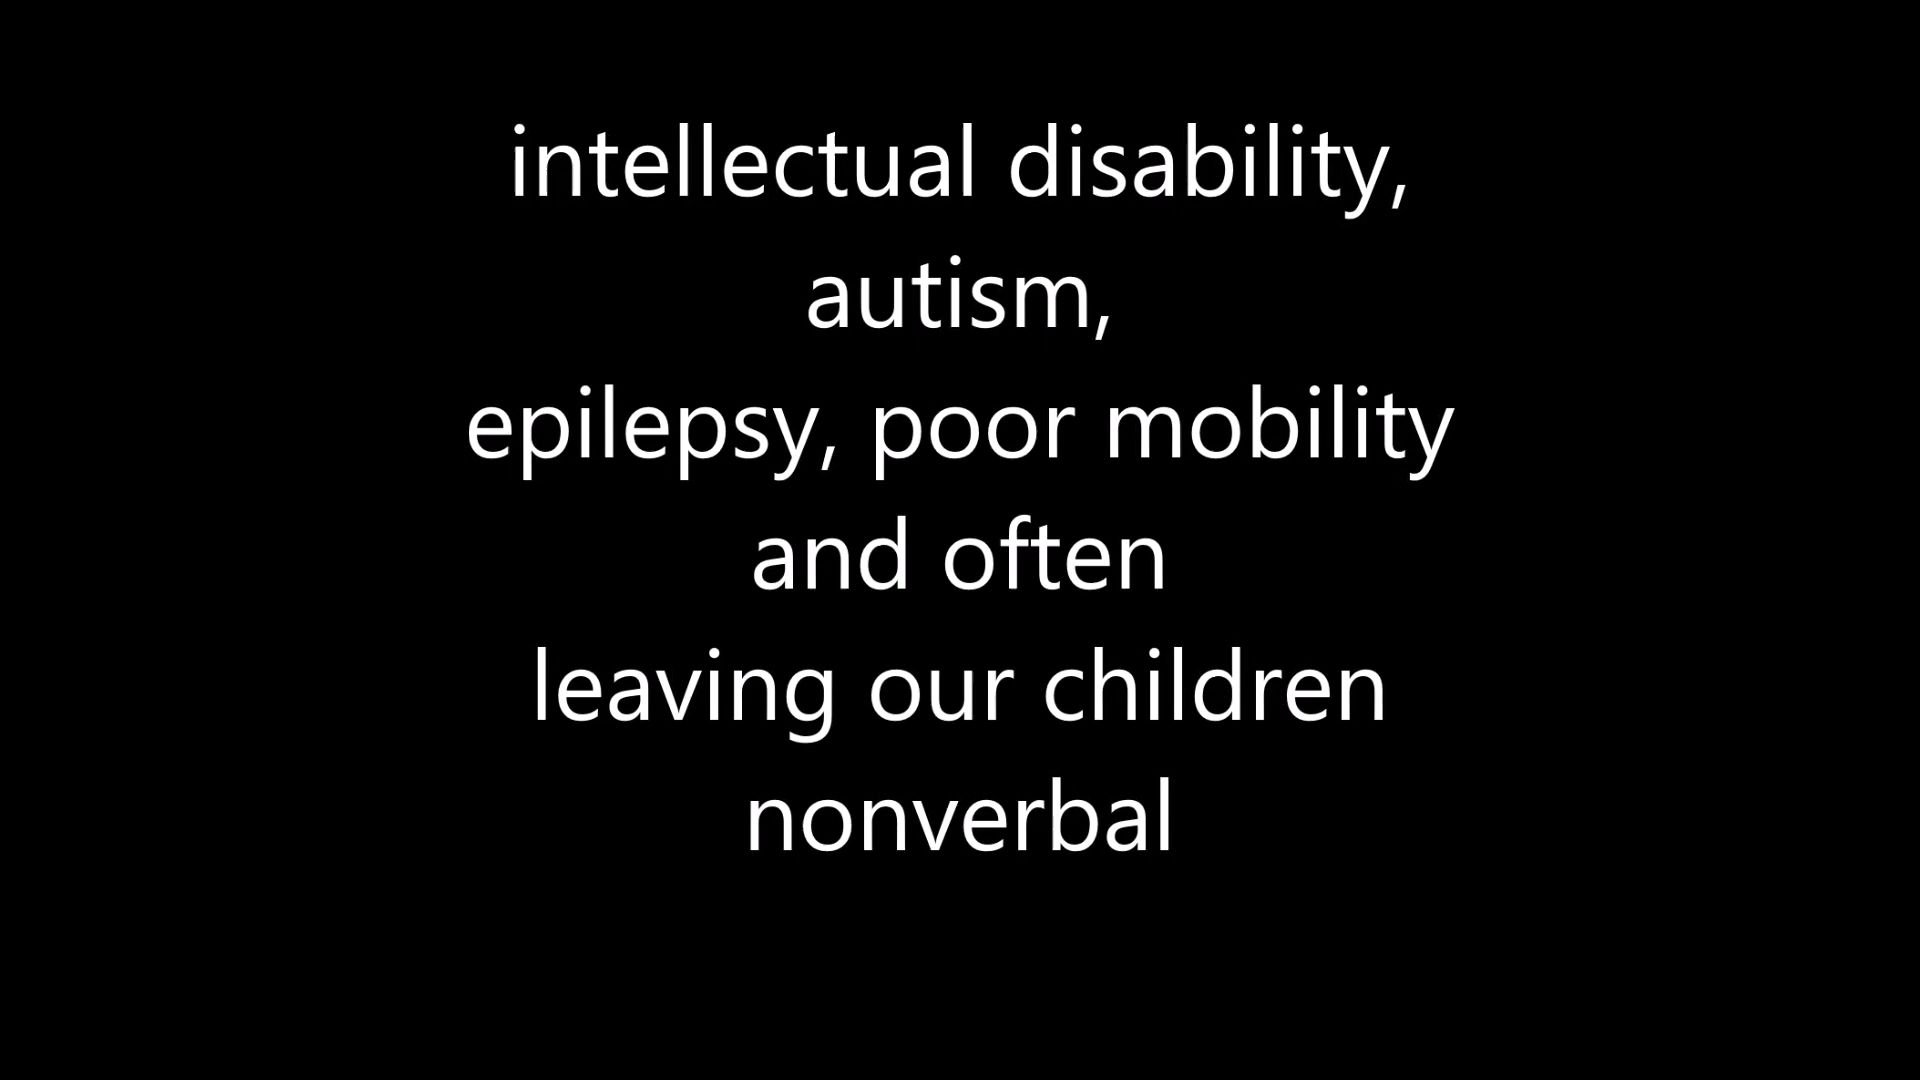 intellectual disability,
autism,
epilepsy, poor mobility
and often
leaving our children
nonverbal